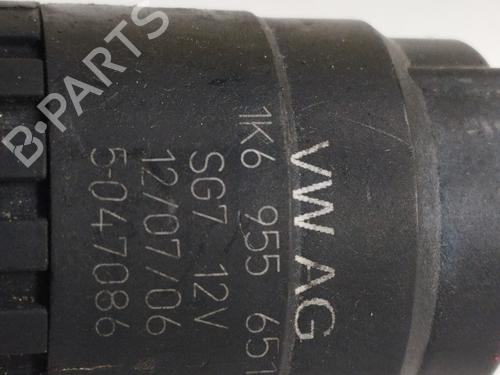 VW AG
1K6 955 651
SG7 12V
12/07/06
5-047086
B-PARTS